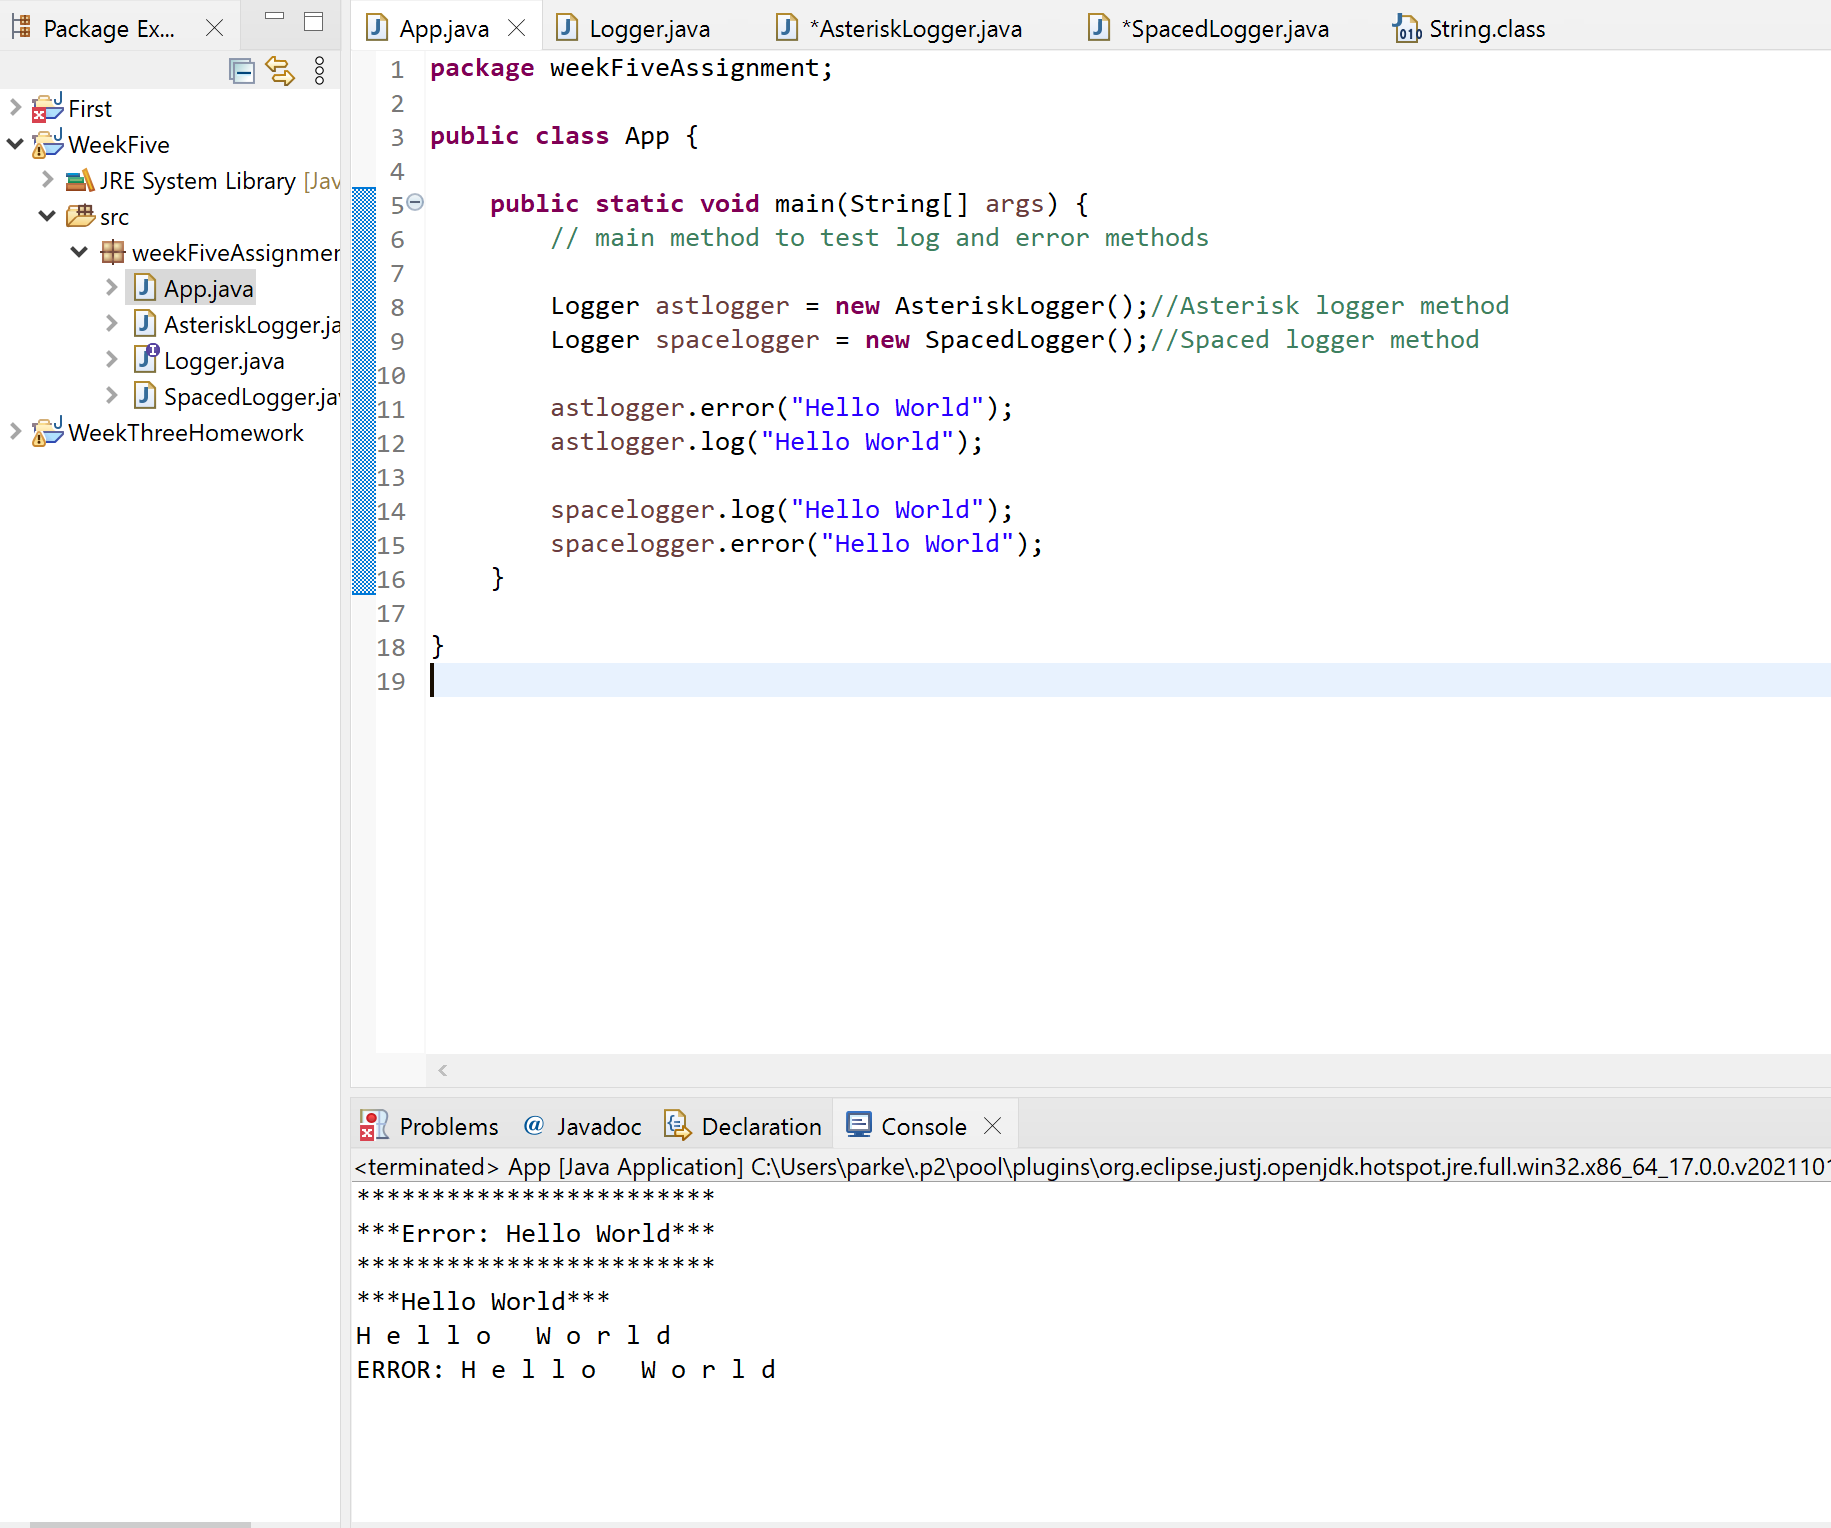 Package Ex...
First
WeekFive
JRE System Library [Jav
src
weekFiveAssignmer
App.java
AsteriskLogger.ja
Logger.java
SpacedLogger.ja
WeekThreeHomework
App.java Logger.java *AsteriskLogger.java *SpacedLogger.java String.class
1 package weekFiveAssignment;
2
3 public class App {
4
5 public static void main(String[] args) {
6 // main method to test log and error methods
7
8 Logger astlogger = new AsteriskLogger();//Asterisk logger method
9 Logger spacelogger = new SpacedLogger();//Spaced logger method
10
11 astlogger.error("Hello World");
12 astlogger.log("Hello World");
13
14 spacelogger.log("Hello World");
15 spacelogger.error("Hello World");
16 }
17
18 }
19
Problems @ Javadoc Declaration Console
<terminated> App [Java Application] C:\Users\parke\.p2\pool\plugins\org.eclipse.justj.openjdk.hotspot.jre.full.win32.x86_64_17.0.0.v2021101
************************
***Error: Hello World***
************************
***Hello World***
H e l l o   W o r l d
ERROR: H e l l o   W o r l d